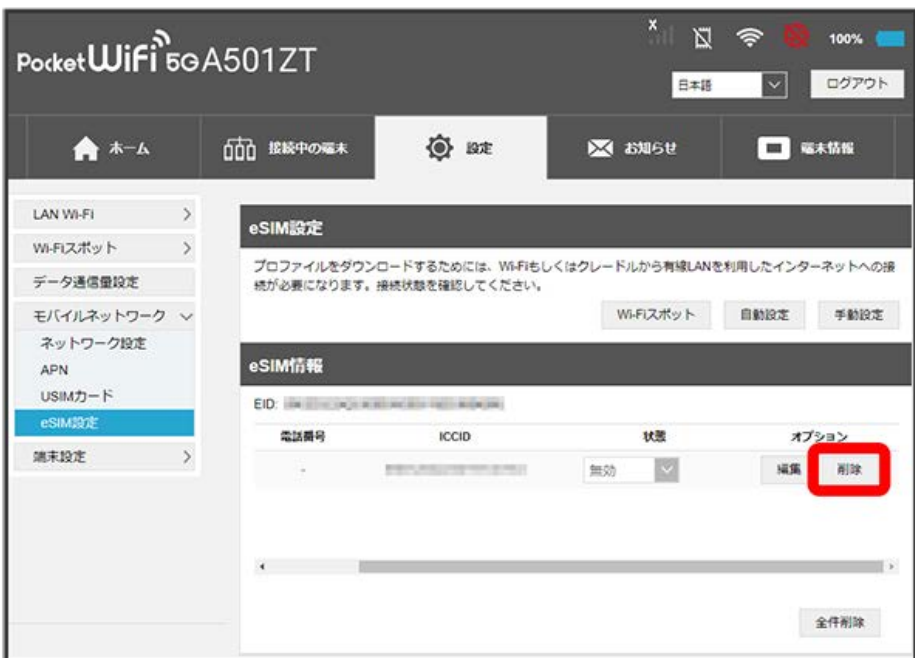 Pocket WiFi 5G A501ZT
100%
日本語
ログアウト
ホーム
接続中の端末
設定
お知らせ
端末情報
LAN Wi-Fi
Wi-Fiスポット
データ通信量設定
モバイルネットワーク
ネットワーク設定
APN
USIMカード
eSIM設定
端末設定
eSIM設定
プロファイルをダウンロードするためには、Wi-Fiもしくはクレードルから有線LANを利用したインターネットへの接
続が必要になります。接続状態を確認してください。
Wi-Fiスポット 自動設定 手動設定
eSIM情報
EID:
電話番号 ICCID 状態 オプション
- 無効 編集 削除
全件削除